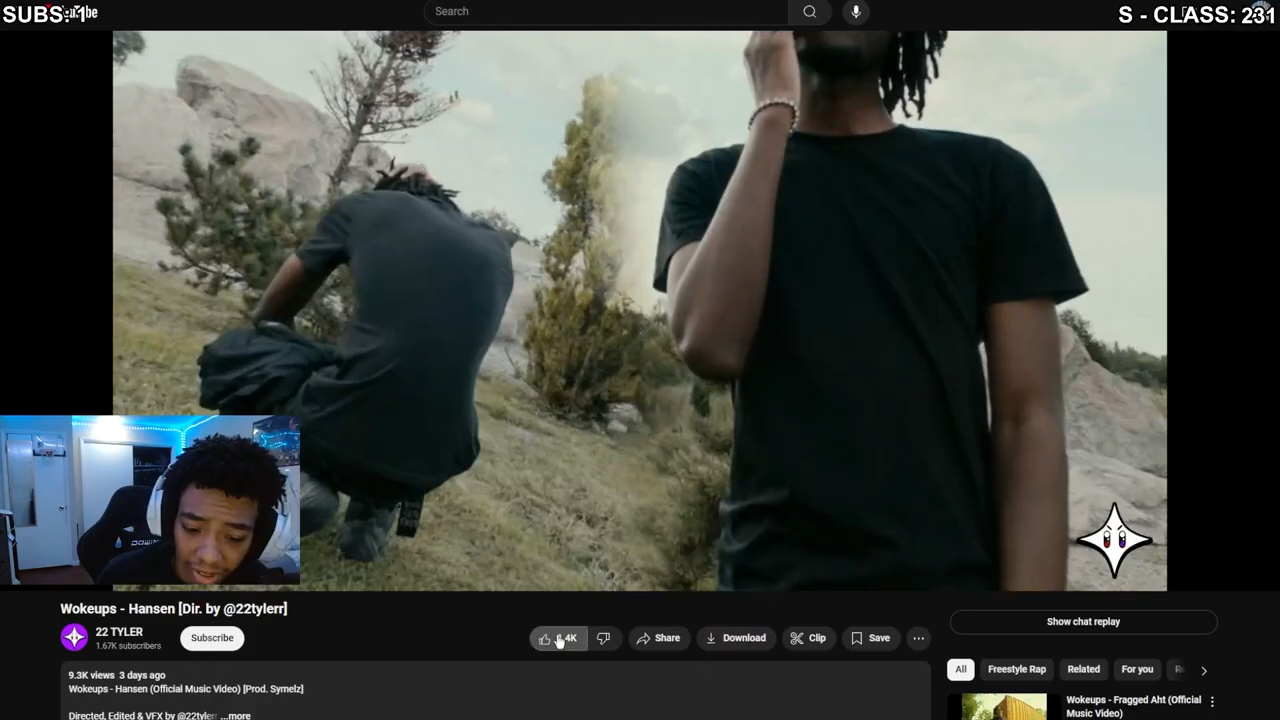 SUBS: 1
Search
S - CLASS: 231
Wokeups - Hansen [Dir. by @22tylerr]
22 TYLER
1.67K subscribers
Subscribe
Share
Download
Clip
Save
Show chat replay
All
Freestyle Rap
Related
For you
9.3K views 3 days ago
Wokeups - Hansen (Official Music Video) [Prod. Symelz]
Directed, Edited & VFX by @22tylerr ...more
Wokeups - Fragged Aht (Official
Music Video)